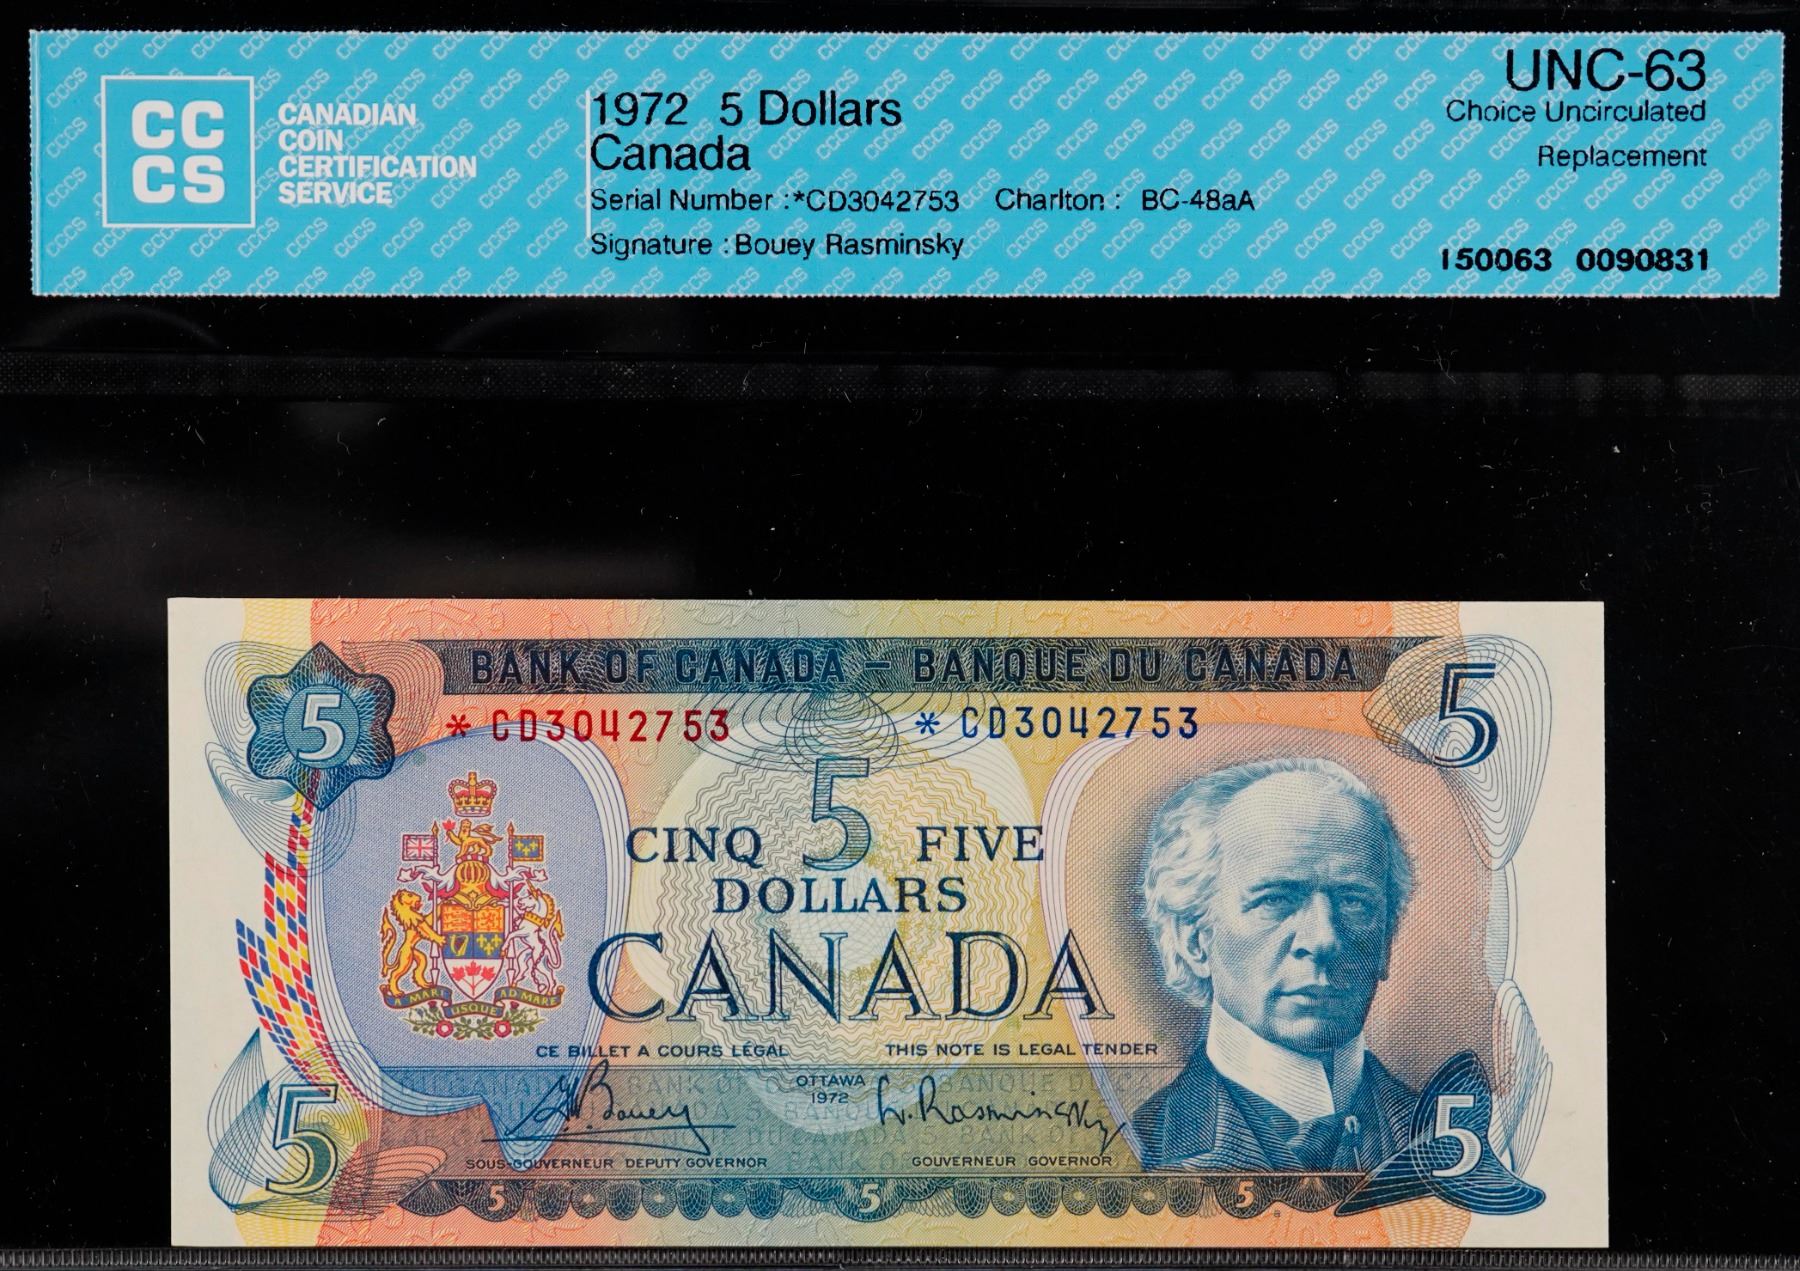 CC
CS
CANADIAN
COIN
CERTIFICATION
SERVICE
1972 5 Dollars
Canada
Serial Number :*CD3042753 Charlton : BC-48aA
Signature : Bouey Rasminsky
UNC-63
Choice Uncirculated
Replacement
150063 0090831
BANK OF CANADA – BANQUE DU CANADA
5
5
* CD3042753 * CD3042753
5
CINQ FIVE
DOLLARS
CANADA
A MARI USQUE AD MARE
CE BILLET A COURS LÉGAL THIS NOTE IS LEGAL TENDER
OTTAWA
1972
G.K. Bouey L. Rasminsky
SOUS-GOUVERNEUR DEPUTY GOVERNOR GOUVERNEUR GOVERNOR
5 5
5 5 5